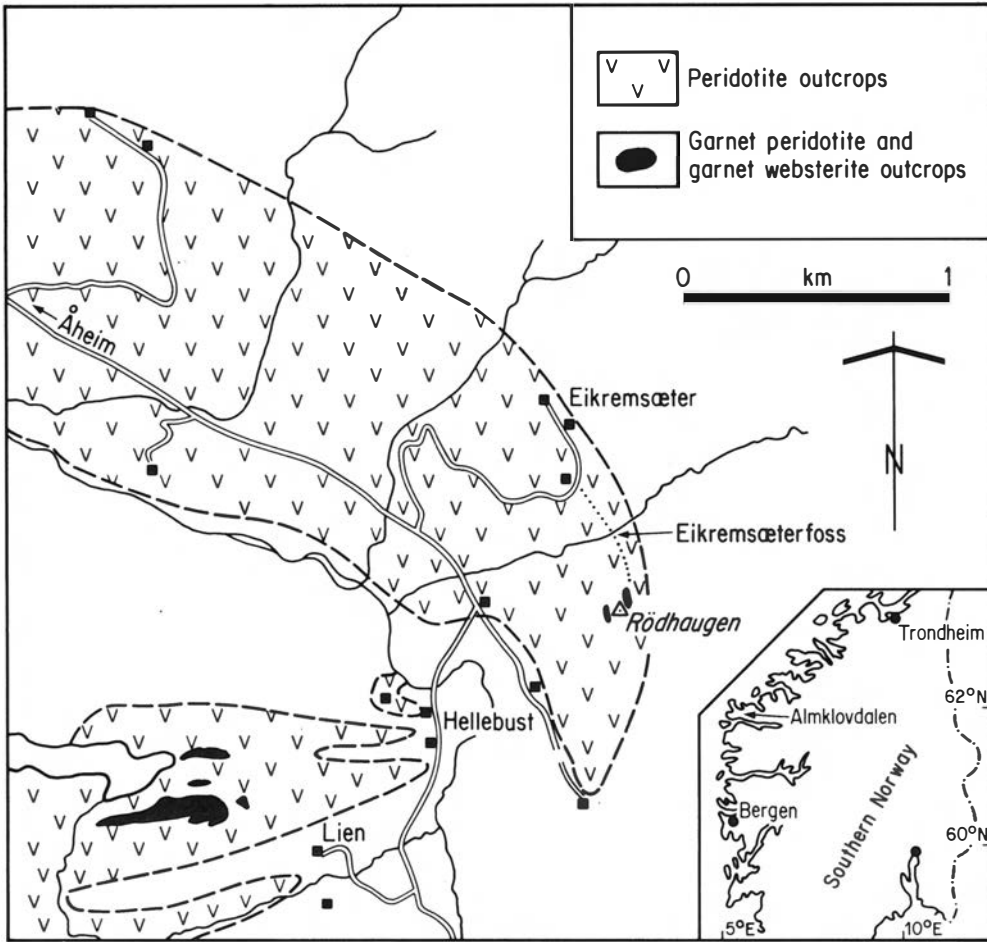 Peridotite outcrops
Garnet peridotite and
garnet websterite outcrops
0 km 1
Åheim
Eikremsæter
N
Eikremsæterfoss
Rödhaugen
Hellebust
Lien
Trondheim
62°N
Almklovdalen
Southern Norway
Bergen
60°N
5°E
10°E